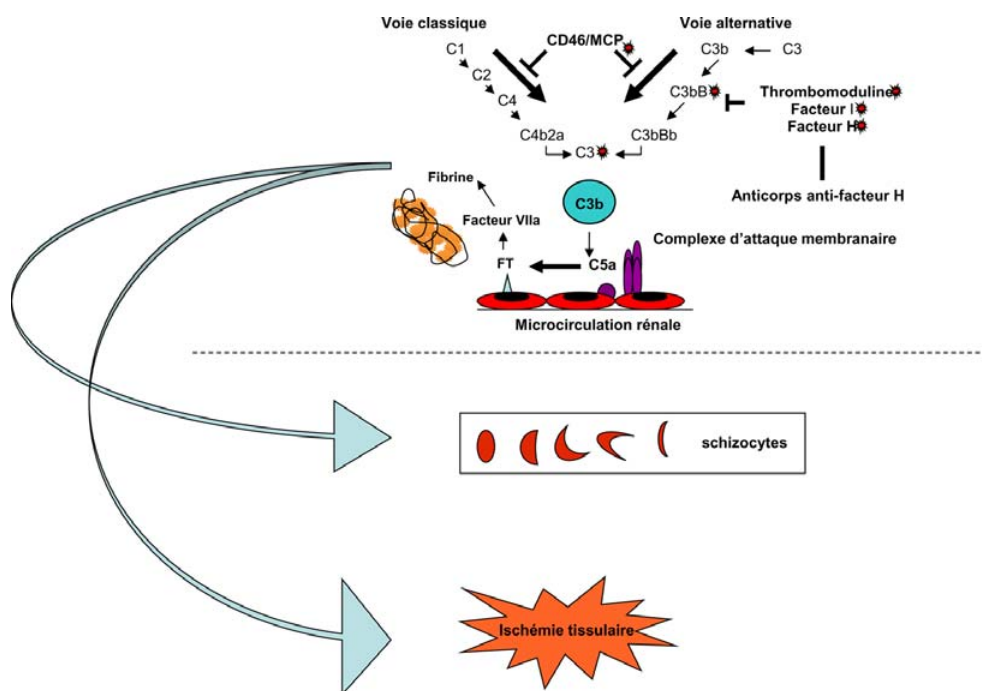 Voie classique
Voie alternative
CD46/MCP
C1
C2
C4
C4b2a
C3b
C3
C3bB
C3bBb
C3
Thrombomoduline
Facteur I
Facteur H
Anticorps anti-facteur H
Fibrine
Facteur VIIa
FT
C3b
C5a
Complexe d'attaque membranaire
Microcirculation rénale
schizocytes
Ischémie tissulaire